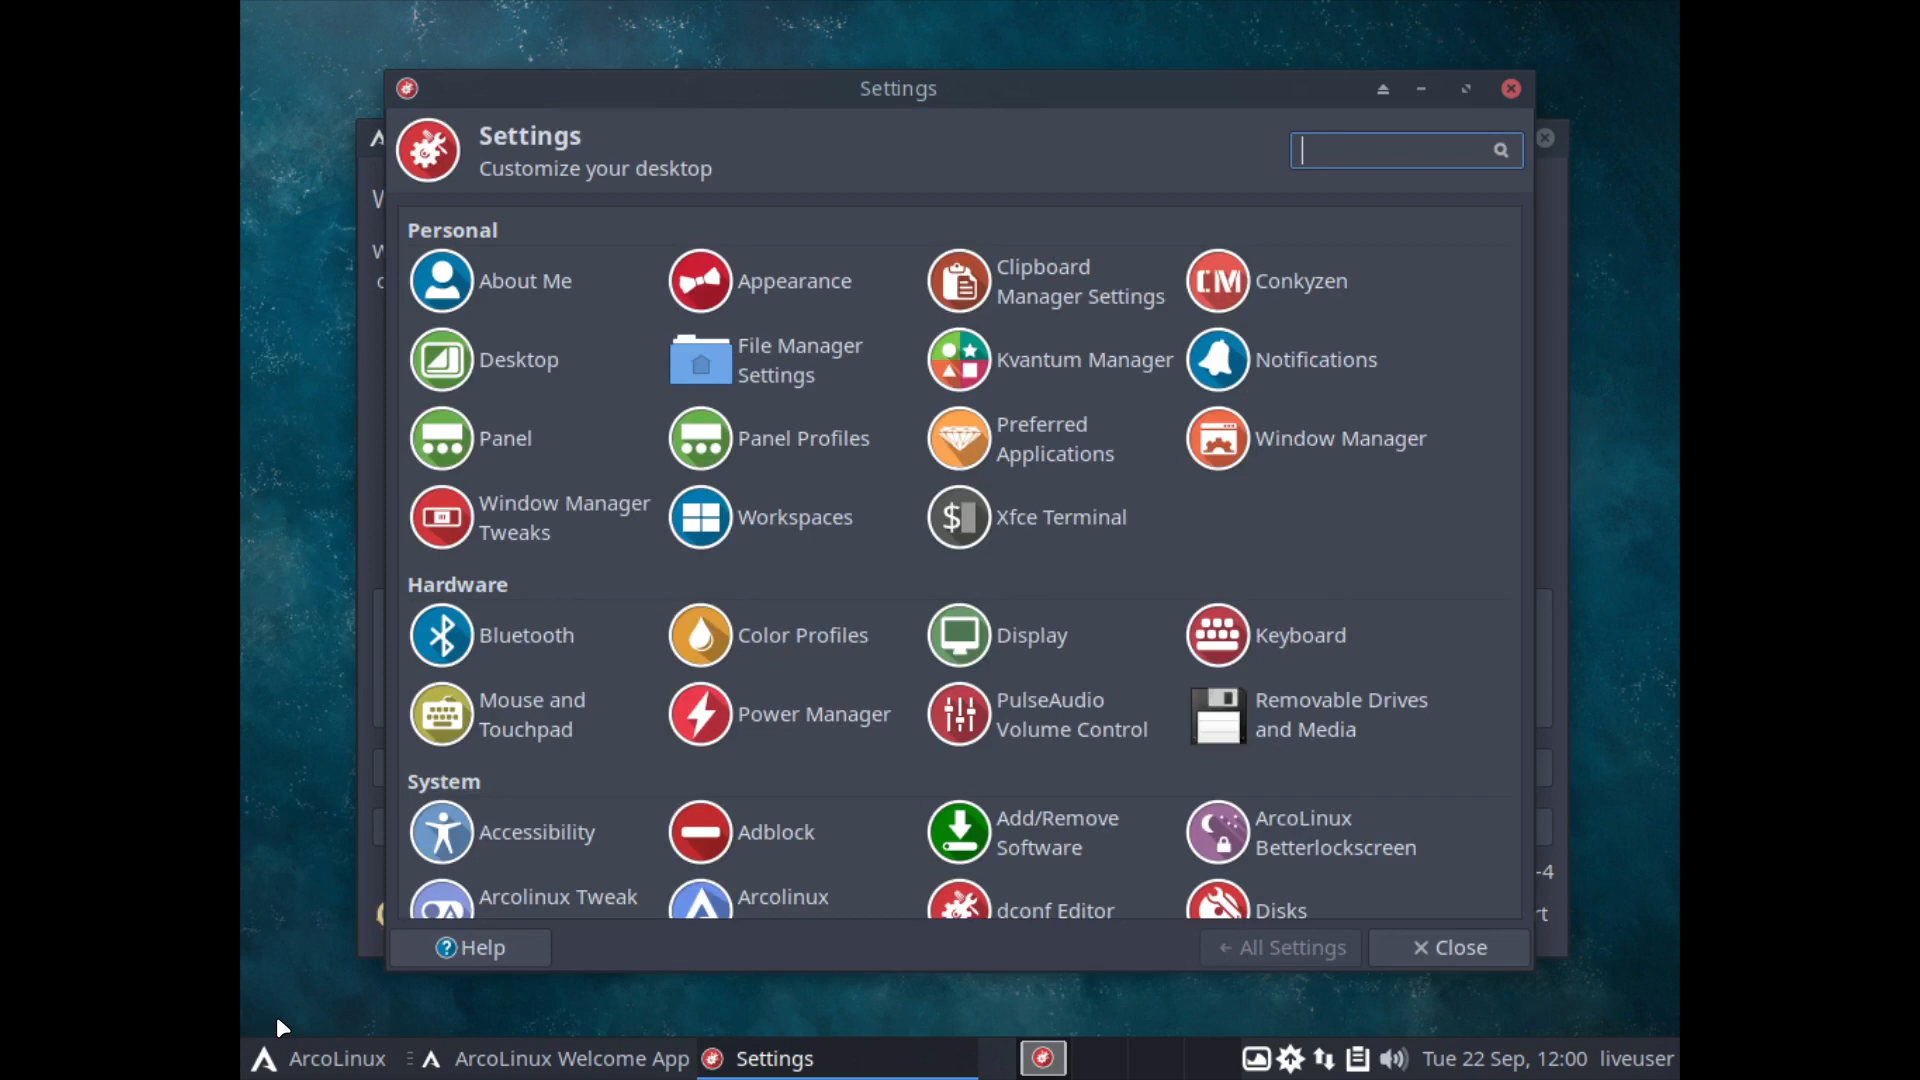 Settings
Settings
Customize your desktop
Personal
About Me
Appearance
Clipboard
Manager Settings
Conkyzen
Desktop
File Manager
Settings
Kvantum Manager
Notifications
Panel
Panel Profiles
Preferred
Applications
Window Manager
Window Manager
Tweaks
Workspaces
Xfce Terminal
Hardware
Bluetooth
Color Profiles
Display
Keyboard
Mouse and
Touchpad
Power Manager
PulseAudio
Volume Control
Removable Drives
and Media
System
Accessibility
Adblock
Add/Remove
Software
ArcoLinux
Betterlockscreen
Arcolinux Tweak
Arcolinux
dconf Editor
Disks
Help
All Settings
Close
ArcoLinux
ArcoLinux Welcome App
Settings
Tue 22 Sep, 12:00
liveuser